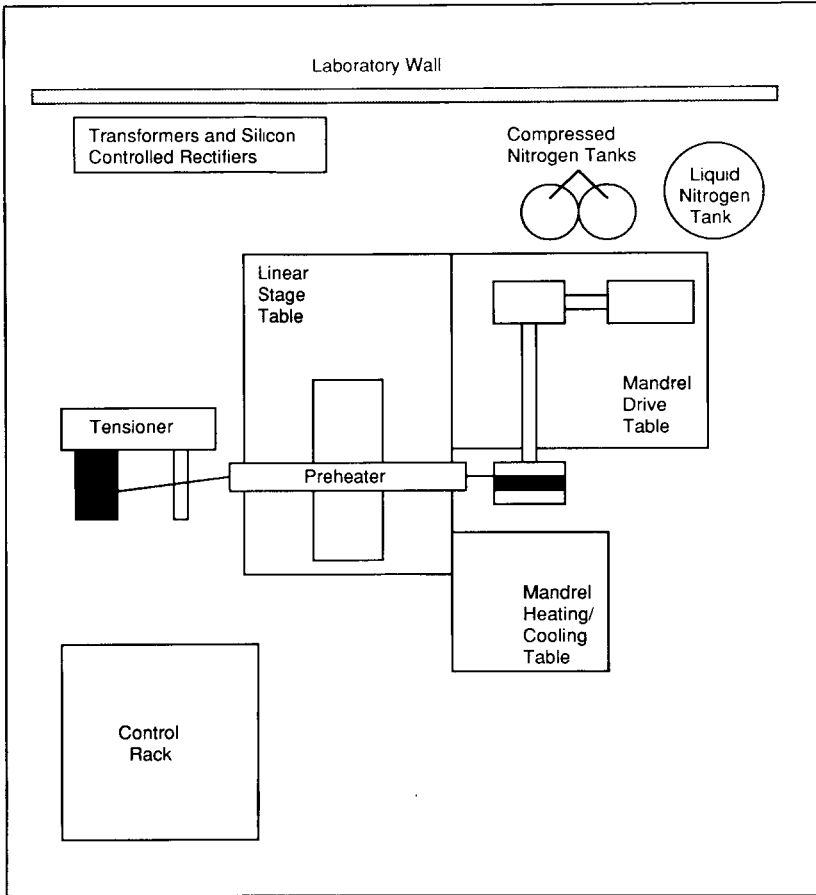 Laboratory Wall
Transformers and Silicon
Controlled Rectifiers
Compressed
Nitrogen Tanks
Liquid
Nitrogen
Tank
Linear
Stage
Table
Mandrel
Drive
Table
Tensioner
Preheater
Mandrel
Heating/
Cooling
Table
Control
Rack